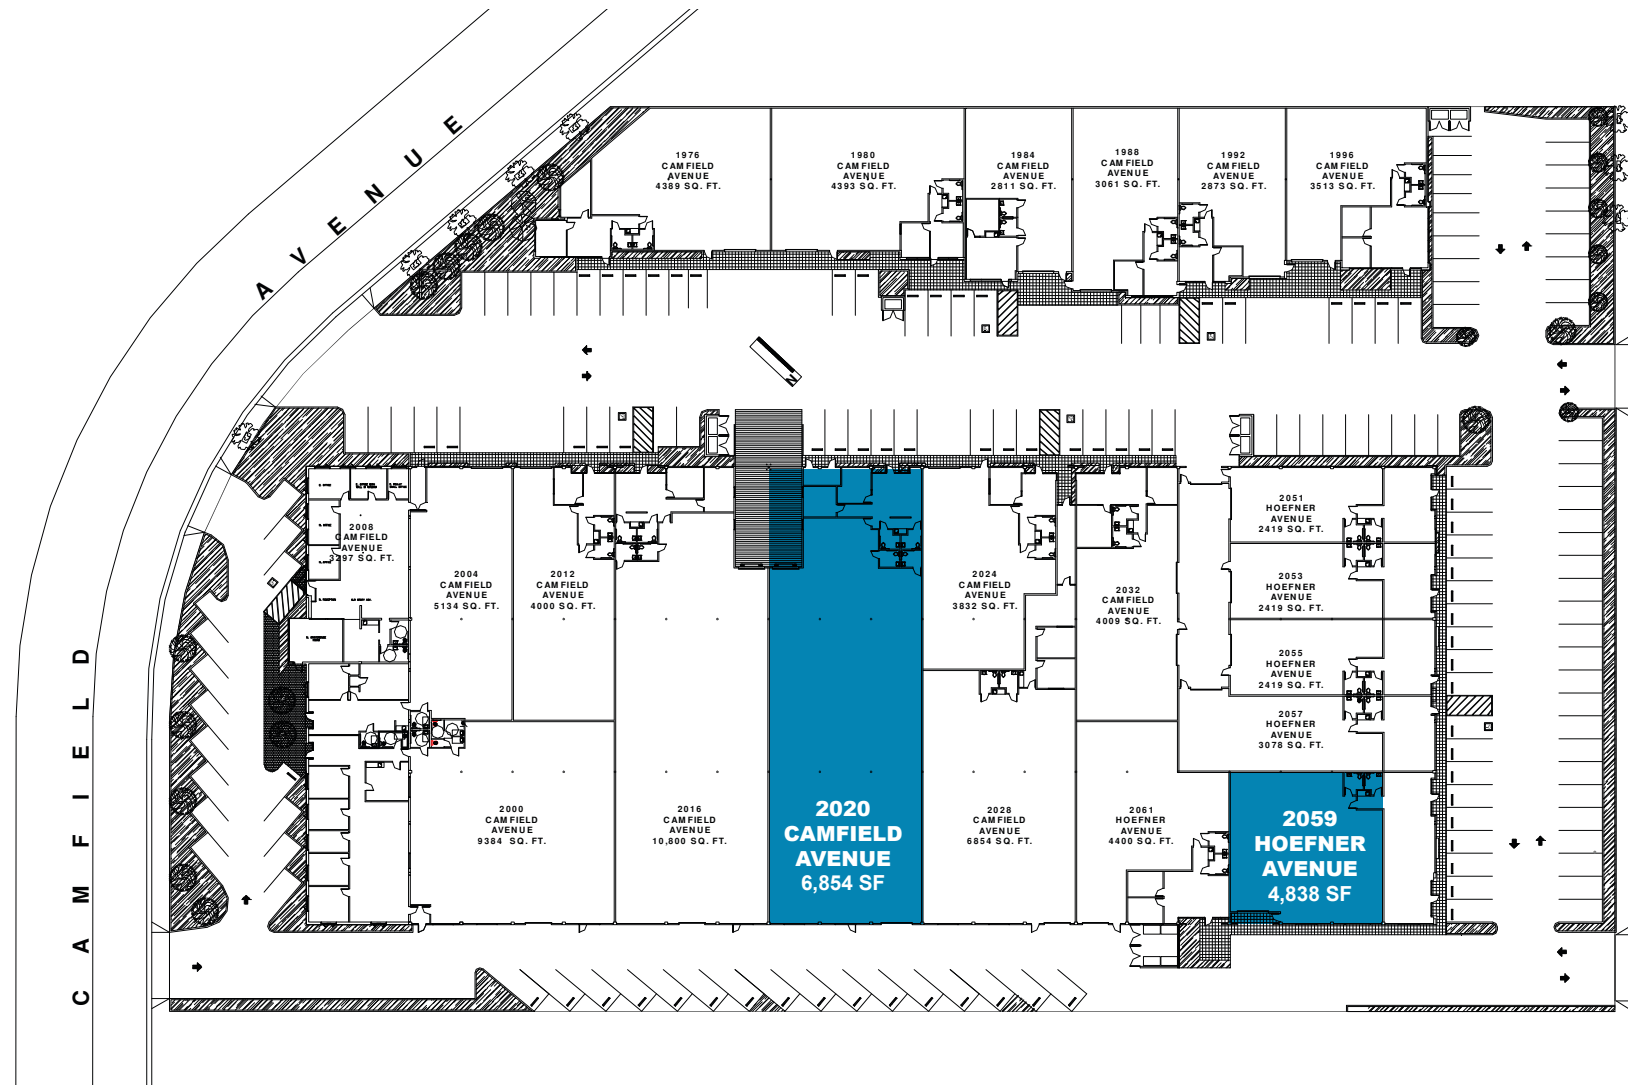 CAMFIELD AVENUE
1976
CAMFIELD
AVENUE
4389 SQ. FT.
1980
CAMFIELD
AVENUE
4393 SQ. FT.
1984
CAMFIELD
AVENUE
2811 SQ. FT.
1988
CAMFIELD
AVENUE
3061 SQ. FT.
1992
CAMFIELD
AVENUE
2873 SQ. FT.
1996
CAMFIELD
AVENUE
3513 SQ. FT.
N
2008
CAMFIELD
AVENUE
3297 SQ. FT.
2004
CAMFIELD
AVENUE
5134 SQ. FT.
2012
CAMFIELD
AVENUE
4000 SQ. FT.
2024
CAMFIELD
AVENUE
3832 SQ. FT.
2032
CAMFIELD
AVENUE
4009 SQ. FT.
2051
HOEFNER
AVENUE
2419 SQ. FT.
2053
HOEFNER
AVENUE
2419 SQ. FT.
2055
HOEFNER
AVENUE
2419 SQ. FT.
2057
HOEFNER
AVENUE
3078 SQ. FT.
2000
CAMFIELD
AVENUE
9384 SQ. FT.
2016
CAMFIELD
AVENUE
10,800 SQ. FT.
2020
CAMFIELD
AVENUE
6,854 SF
2028
CAMFIELD
AVENUE
6854 SQ. FT.
2061
HOEFNER
AVENUE
4400 SQ. FT.
2059
HOEFNER
AVENUE
4,838 SF